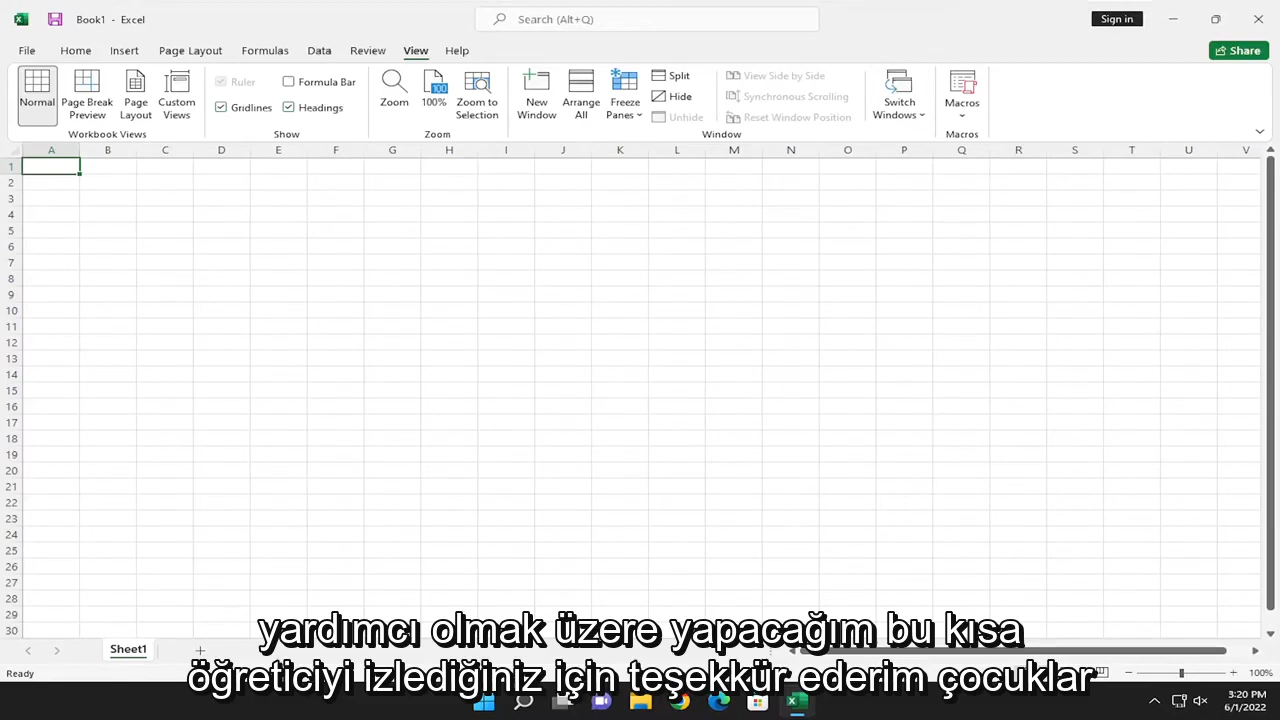 Book1 - Excel
Search (Alt+Q)
Sign in
File Home Insert Page Layout Formulas Data Review View Help
Share
Normal
Page Break Preview
Page Layout
Custom Views
Workbook Views
Ruler
Formula Bar
Gridlines
Headings
Show
Zoom
100%
Zoom to Selection
Zoom
New Window
Arrange All
Freeze Panes
Split
Hide
Unhide
View Side by Side
Synchronous Scrolling
Reset Window Position
Window
Switch Windows
Macros
Macros
A B C D E F G H I J K L M N O P Q R S T U V
1
2
3
4
5
6
7
8
9
10
11
12
13
14
15
16
17
18
19
20
21
22
23
24
25
26
27
28
29
30
yardımcı olmak üzere yapacağım bu kısa
öğreticiyi izlediğiniz için teşekkür ederim çocuklar
Sheet1
Ready
100%
3:20 PM
6/1/2022